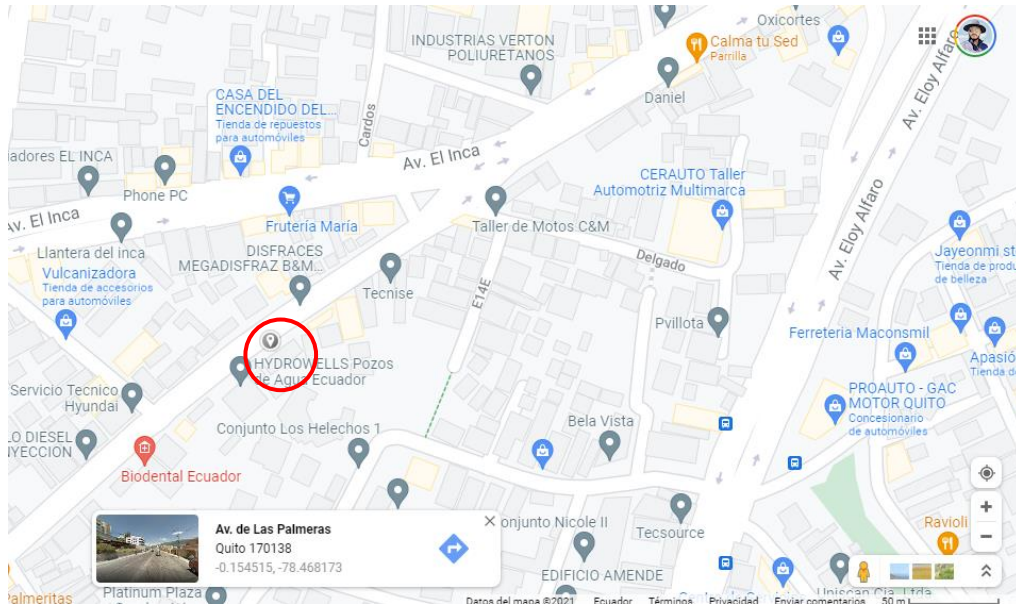 INDUSTRIAS VERTON
POLIURETANOS
Oxicortes
Calma tu Sed
Parrilla
Av. Eloy Alfaro
CASA DEL
ENCENDIDO DEL...
Tienda de repuestos
para automóviles
Cardos
Daniel
adores EL INCA
Phone PC
Av. El Inca
CERAUTO Taller
Automotriz Multimarca
Av. El Inca
Frutería María
Taller de Motos C&M
Av. Eloy Alfaro
Llantera del inca
DISFRACES
MEGADISFRAZ B&M...
Delgado
Jayeonmi st
Tienda de produ
de belleza
Vulcanizadora
Tienda de accesorios
para automóviles
Tecnise
E14E
Pvillota
Ferreteria Maconsmil
HYDROWELLS Pozos
de Agua Ecuador
Apasió
Tienda de
Servicio Tecnico
Hyundai
PROAUTO - GAC
MOTOR QUITO
Concesionario
de automóviles
Conjunto Los Helechos 1
Bela Vista
LO DIESEL
NYECCION
Biodental Ecuador
Av. de Las Palmeras
Quito 170138
-0.154515, -78.468173
onjunto Nicole II
Tecsource
Ravioli
EDIFICIO AMENDE
Palmeritas
Platinum Plaza
Uniscan Cia. Ltda
Datos del mapa ©2021 Ecuador Términos Privacidad Enviar comentarios 50 m